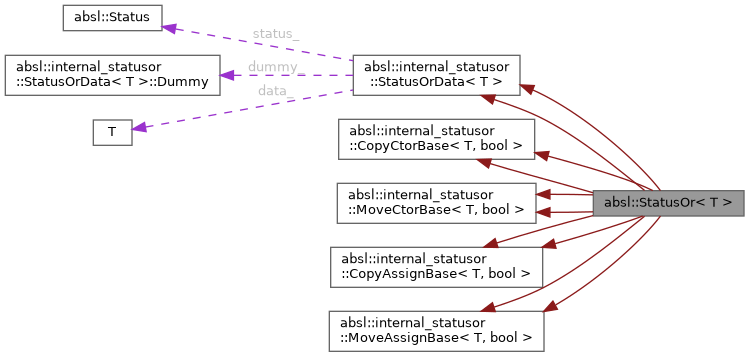 absl::Status
status_
absl::internal_statusor
::StatusOrData< T >::Dummy
dummy_
absl::internal_statusor
::StatusOrData< T >
data_
T
absl::internal_statusor
::CopyCtorBase< T, bool >
absl::internal_statusor
::MoveCtorBase< T, bool >
absl::StatusOr< T >
absl::internal_statusor
::CopyAssignBase< T, bool >
absl::internal_statusor
::MoveAssignBase< T, bool >